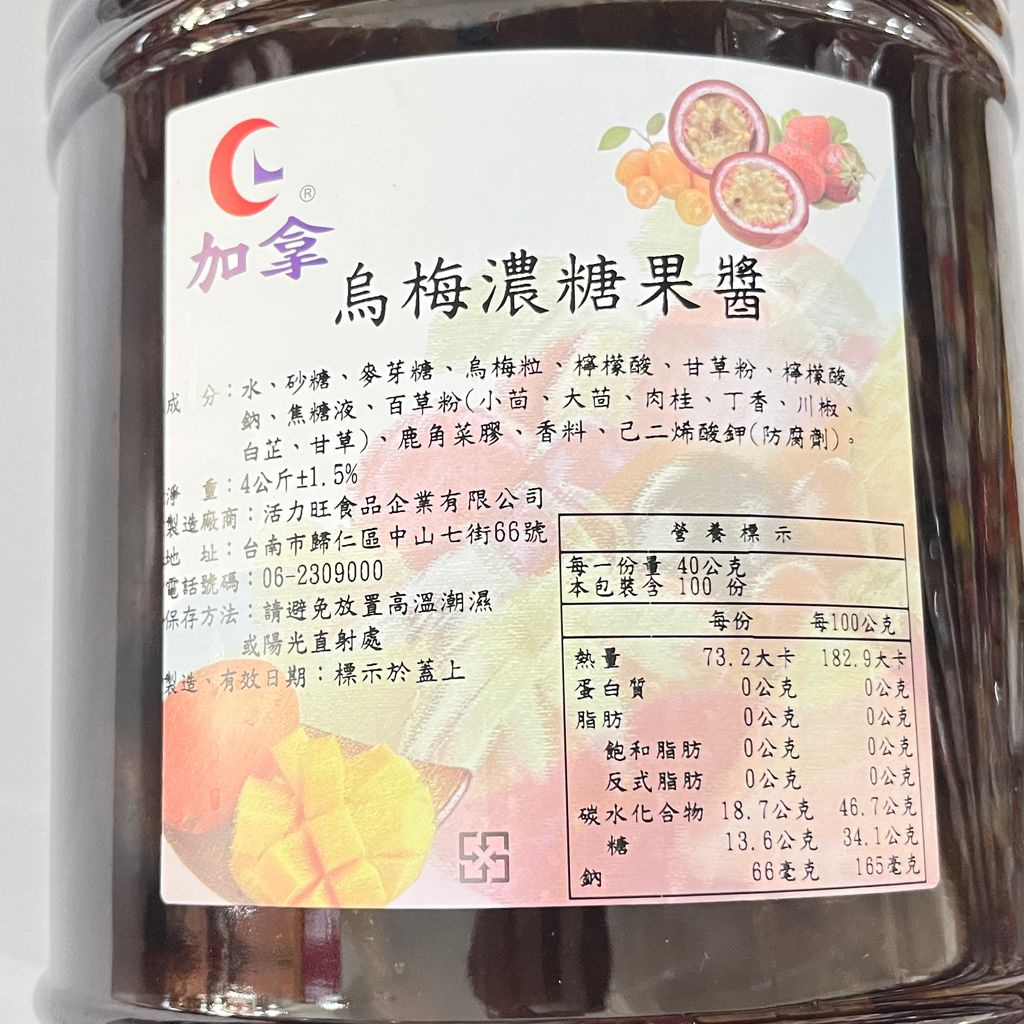 ®
加拿
烏梅濃糖果醬
成 分：水、砂糖、麥芽糖、烏梅粒、檸檬酸、甘草粉、檸檬酸
鈉、焦糖液、百草粉(小茴、大茴、肉桂、丁香、川椒、
白芷、甘草)、鹿角菜膠、香料、己二烯酸鉀(防腐劑)。
淨 重：4公斤±1.5%
製造廠商：活力旺食品企業有限公司
地 址：台南市歸仁區中山七街66號
電話號碼：06-2309000
保存方法：請避免放置高溫潮濕
或陽光直射處
製造、有效日期：標示於蓋上
營養標示
每一份量 40公克
本包裝含 100 份
每份 每100公克
熱量 73.2大卡 182.9大卡
蛋白質 0公克 0公克
脂肪 0公克 0公克
飽和脂肪 0公克 0公克
反式脂肪 0公克 0公克
碳水化合物 18.7公克 46.7公克
糖 13.6公克 34.1公克
鈉 66毫克 165毫克